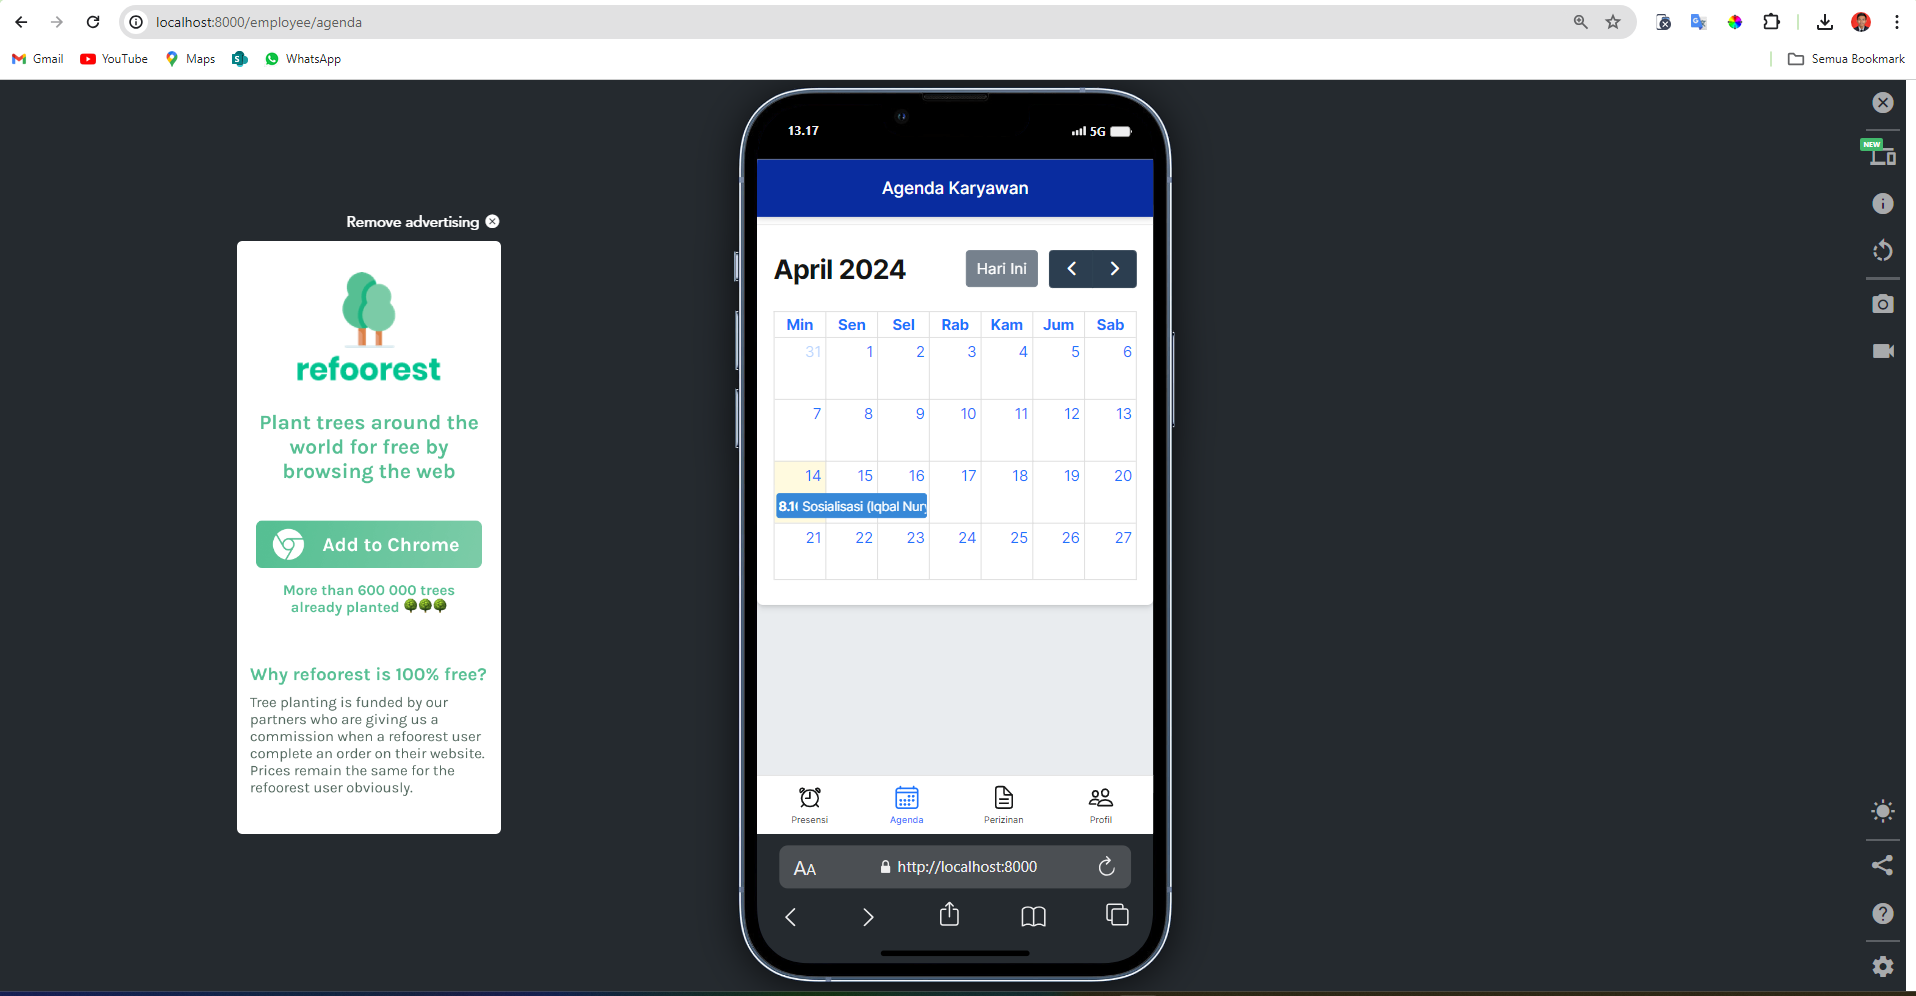 localhost:8000/employee/agenda
Gmail YouTube Maps WhatsApp Semua Bookmark
Remove advertising
refoorest
Plant trees around the
world for free by
browsing the web
Add to Chrome
More than 600 000 trees
already planted
Why refoorest is 100% free?
Tree planting is funded by our
partners who are giving us a
commission when a refoorest user
complete an order on their website.
Prices remain the same for the
refoorest user obviously.
13.17 5G
Agenda Karyawan
April 2024 Hari Ini
Min Sen Sel Rab Kam Jum Sab
31 1 2 3 4 5 6
7 8 9 10 11 12 13
14 15 16 17 18 19 20
Sosialisasi (Iqbal
21 22 23 24 25 26 27
Presensi Agenda Perizinan Profil
AA http://localhost:8000
NEW